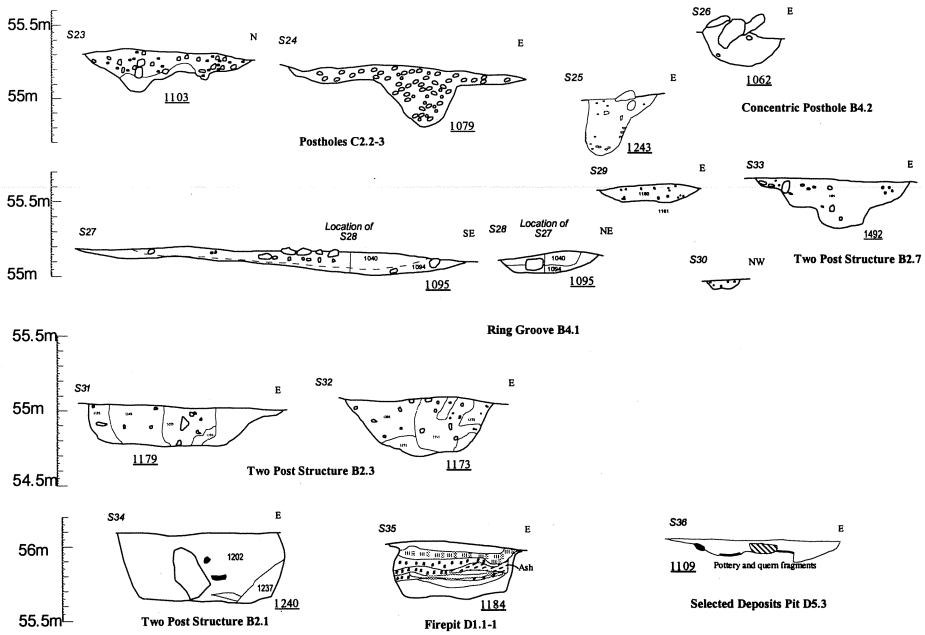 55.5m
S23
N
S24
E
S26
E
55m
1103
1079
Postholes C2.2-3
S25
E
1243
1062
Concentric Posthole B4.2
55.5m
S27
Location of
S28
SE
1040
1094
1095
S28
Location of
S27
NE
1040
1094
1095
S29
E
1160
1161
S33
E
1492
Two Post Structure B2.7
S30
NW
55m
Ring Groove B4.1
55.5m
S31
E
S32
E
55m
1179
1173
Two Post Structure B2.3
54.5m
S34
E
S35
E
S36
E
56m
1202
1237
1240
Ash
1184
1109
Pottery and quern fragments
55.5m
Two Post Structure B2.1
Firepit D1.1-1
Selected Deposits Pit D5.3